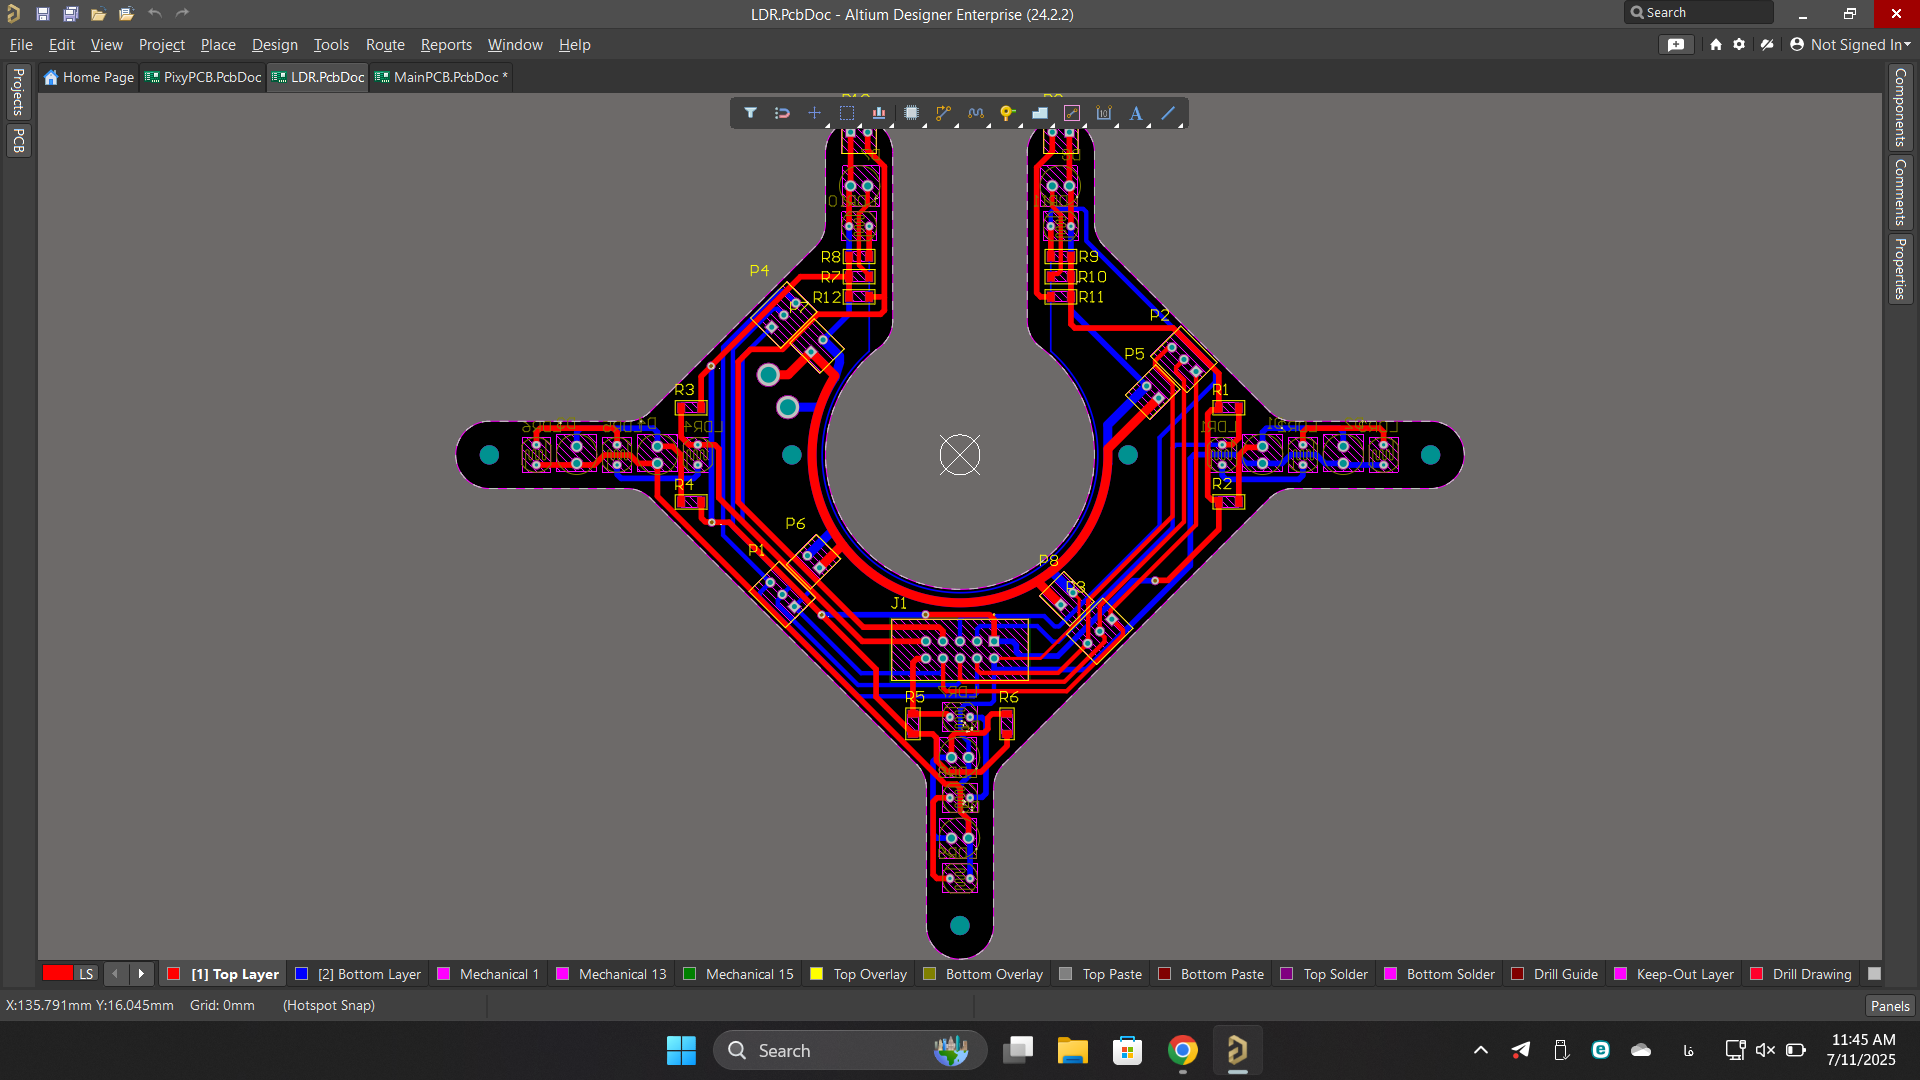 LDR.PcbDoc - Altium Designer Enterprise (24.2.2)
Search
File Edit View Project Place Design Tools Route Reports Window Help
Not Signed In
Home Page PixyPCB.PcbDoc LDR.PcbDoc MainPCB.PcbDoc *
Projects
PCB
Components
Comments
Properties
R8
R9
P4
R7
R10
R12
R11
P7
P2
P5
R3
R1
R4
R2
P6
P1
P8
P3
J1
R5
R6
LS [1] Top Layer [2] Bottom Layer Mechanical 1 Mechanical 13 Mechanical 15 Top Overlay Bottom Overlay Top Paste Bottom Paste Top Solder Bottom Solder Drill Guide Keep-Out Layer Drill Drawing
X:135.791mm Y:16.045mm Grid: 0mm (Hotspot Snap)
Panels
Search
فا
11:45 AM
7/11/2025